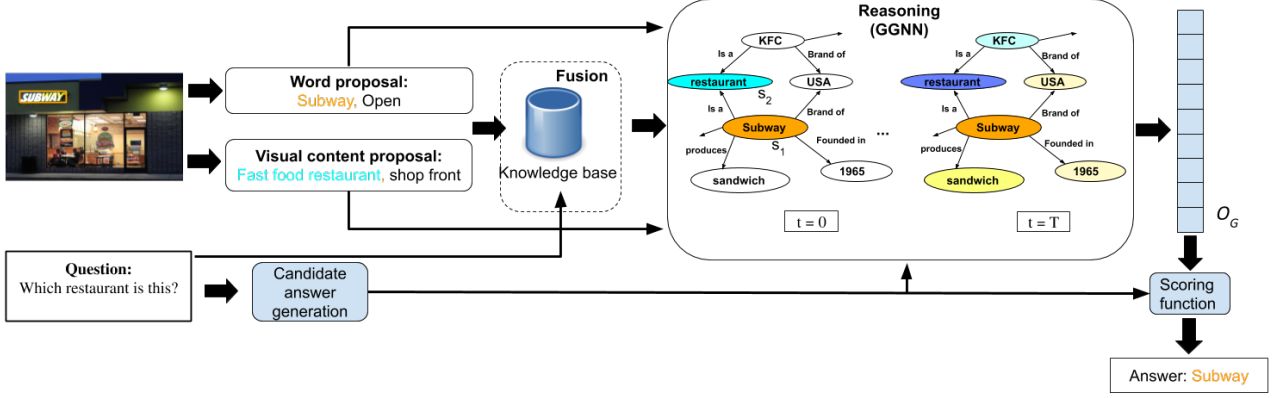 SUBWAY
Word proposal:
Subway, Open
Visual content proposal:
Fast food restaurant, shop front
Question:
Which restaurant is this?
Candidate
answer
generation
Fusion
Knowledge base
Reasoning
(GGNN)
KFC
Is a
Brand of
restaurant
USA
S2
Is a
Brand of
Subway
S1
produces
Founded in
sandwich
1965
t = 0
...
KFC
Is a
Brand of
restaurant
USA
Is a
Brand of
Subway
produces
Founded in
sandwich
1965
t = T
OG
Scoring
function
Answer: Subway